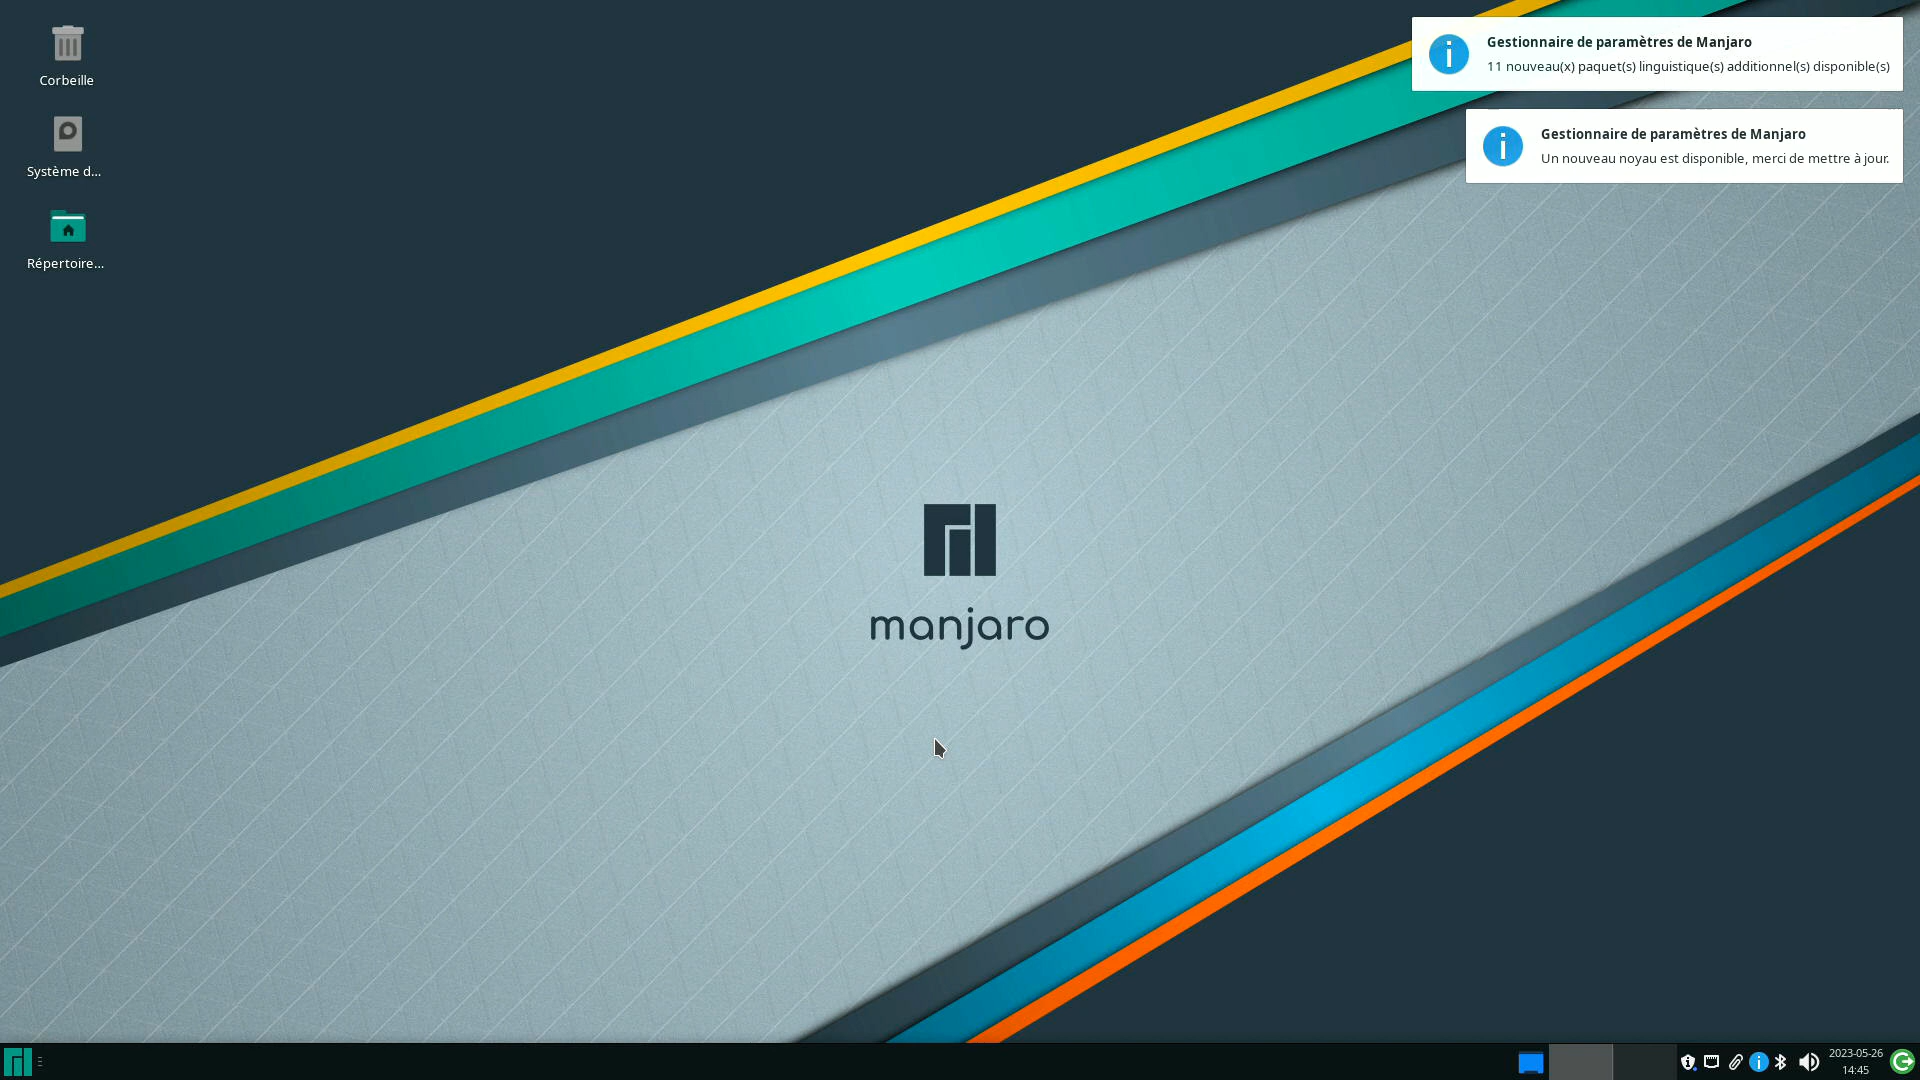 Corbeille
Système d...
Répertoire...
Gestionnaire de paramètres de Manjaro
11 nouveau(x) paquet(s) linguistique(s) additionnel(s) disponible(s)
Gestionnaire de paramètres de Manjaro
Un nouveau noyau est disponible, merci de mettre à jour.
manjaro
2023-05-26
14:45